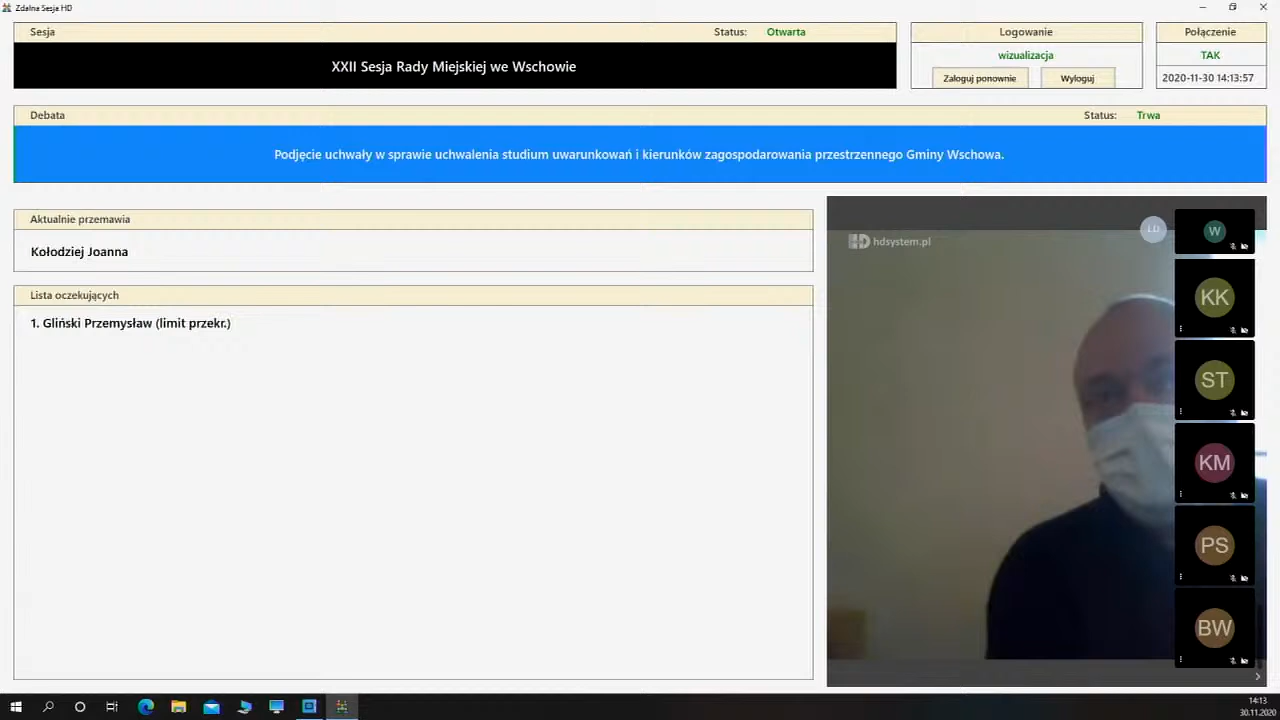 Zdalna Sesja HD
Sesja Status: Otwarta
XXII Sesja Rady Miejskiej we Wschowie
Logowanie
wizualizacja
Zaloguj ponownie Wyloguj
Połączenie
TAK
2020-11-30 14:13:57
Debata Status: Trwa
Podjęcie uchwały w sprawie uchwalenia studium uwarunkowań i kierunków zagospodarowania przestrzennego Gminy Wschowa.
Aktualnie przemawia
Kołodziej Joanna
Lista oczekujących
1. Gliński Przemysław (limit przekr.)
HD hdsystem.pl
LD
W
KK
ST
KM
PS
BW
14:13
30.11.2020